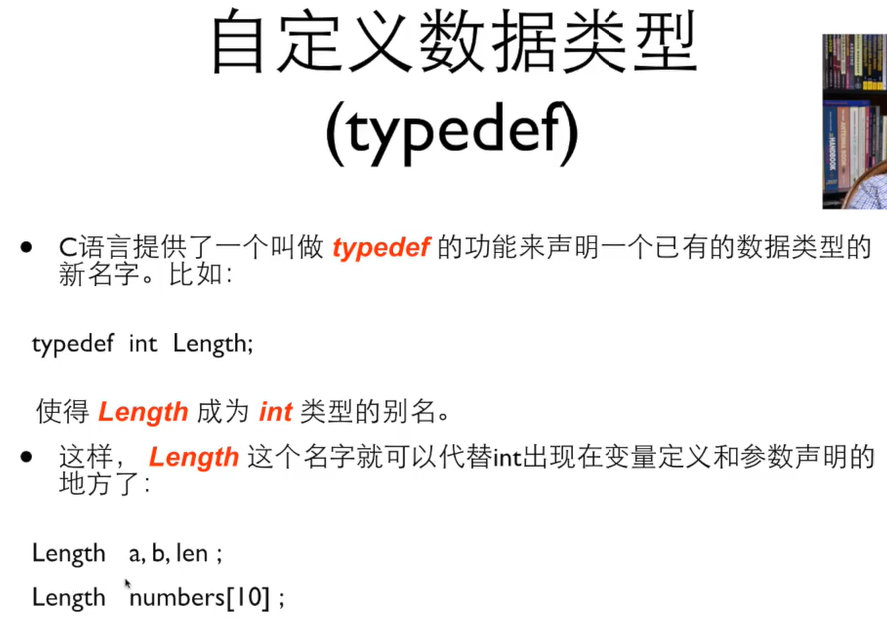 自定义数据类型
(typedef)
● C语言提供了一个叫做 typedef 的功能来声明一个已有的数据类型的
新名字。比如：
typedef int Length;
使得 Length 成为 int 类型的别名。
● 这样， Length 这个名字就可以代替int出现在变量定义和参数声明的
地方了：
Length a, b, len ;
Length numbers[10] ;
HANDBOOK